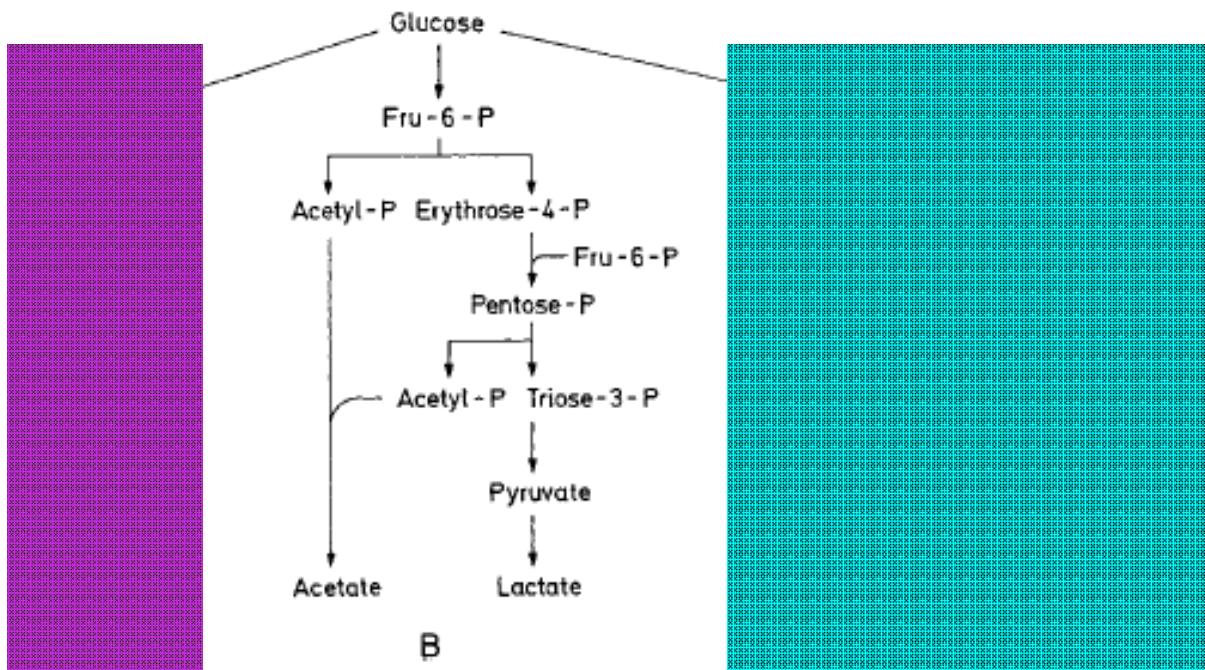 Glucose
Fru-6-P
Acetyl-P Erythrose-4-P
Fru-6-P
Pentose-P
Acetyl-P Triose-3-P
Pyruvate
Acetate Lactate
B